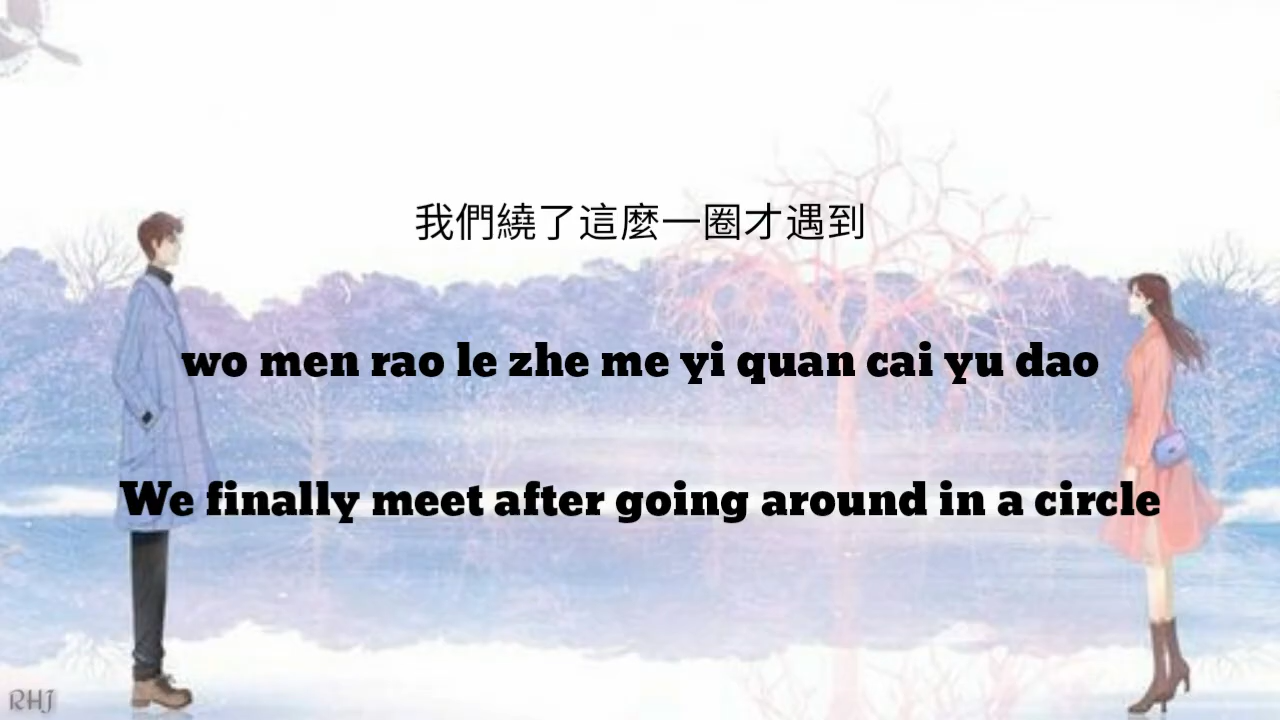 我們繞了這麼一圈才遇到
wo men rao le zhe me yi quan cai yu dao
We finally meet after going around in a circle
RHJ